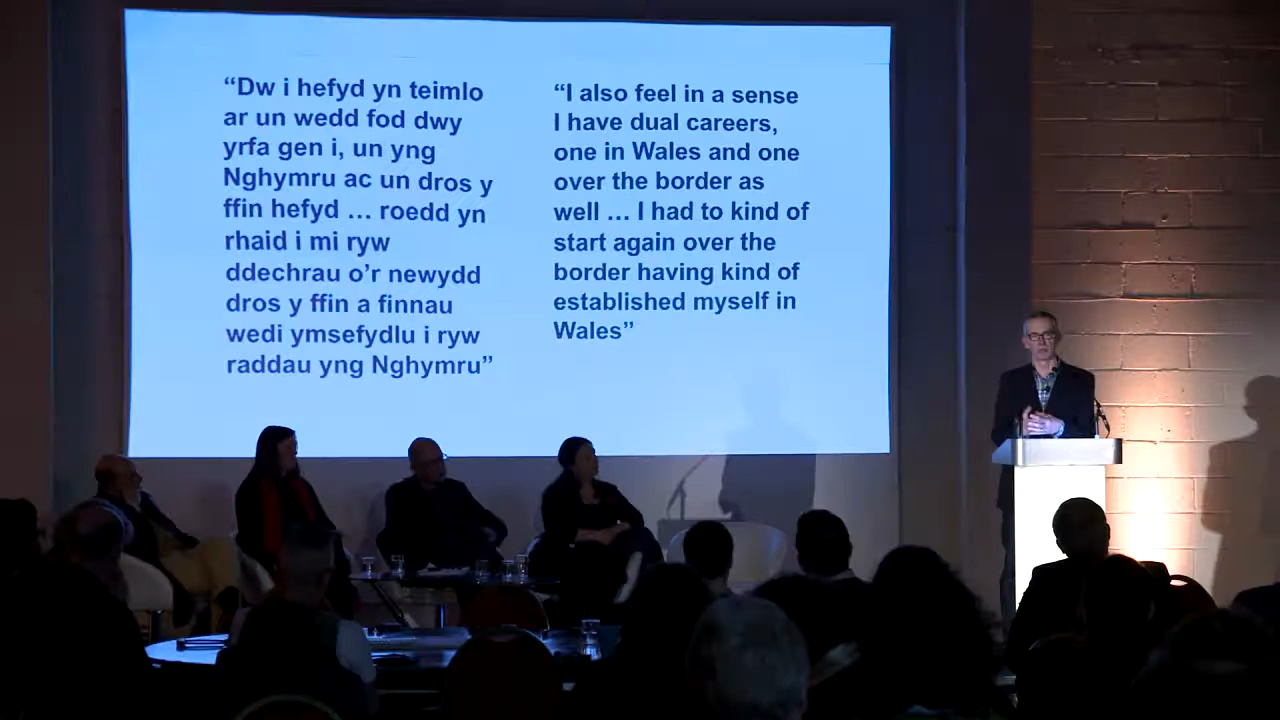 “Dw i hefyd yn teimlo
ar un wedd fod dwy
yrfa gen i, un yng
Nghymru ac un dros y
ffin hefyd … roedd yn
rhaid i mi ryw
ddechrau o’r newydd
dros y ffin a finnau
wedi ymsefydlu i ryw
raddau yng Nghymru”
“I also feel in a sense
I have dual careers,
one in Wales and one
over the border as
well … I had to kind of
start again over the
border having kind of
established myself in
Wales”